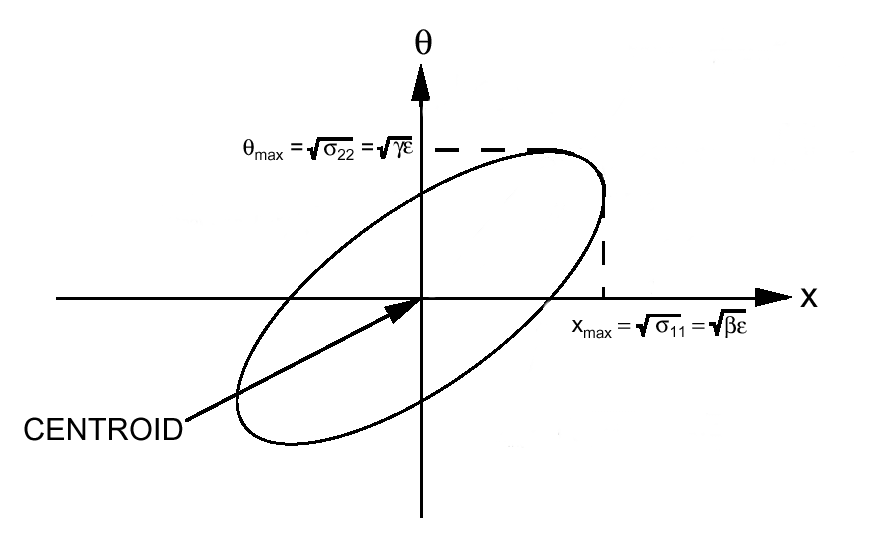 θ
θmax = √σ22 = √γε
x
xmax = √σ11 = √βε
CENTROID